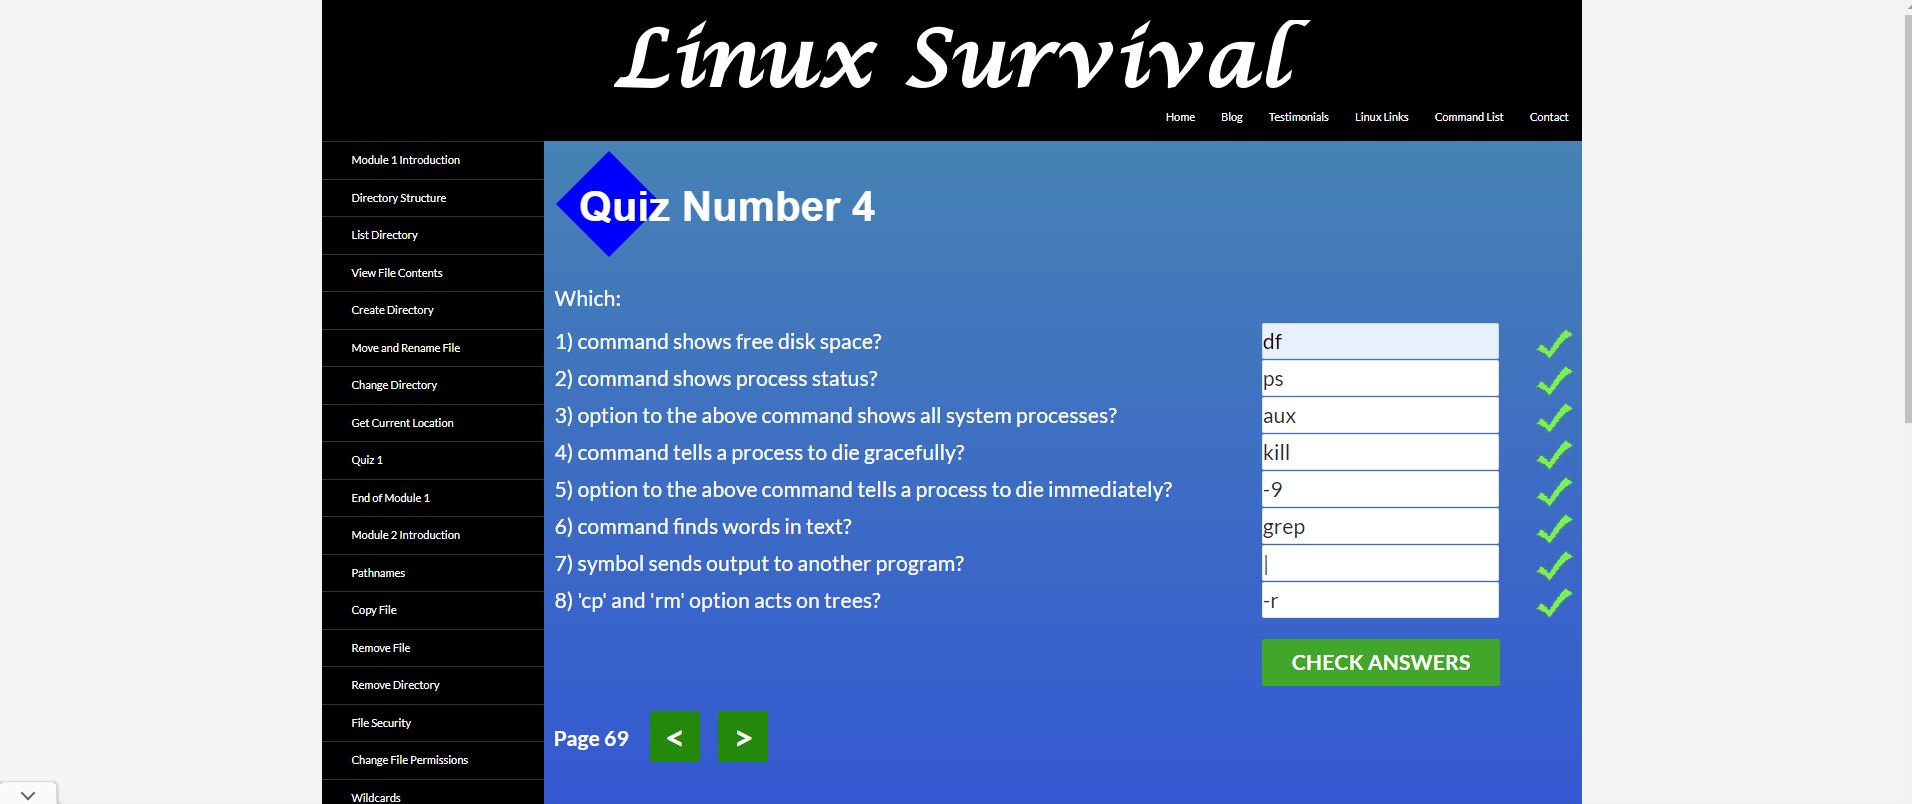 Linux Survival
Home Blog Testimonials Linux Links Command List Contact
Module 1 Introduction
Directory Structure
List Directory
View File Contents
Create Directory
Move and Rename File
Change Directory
Get Current Location
Quiz 1
End of Module 1
Module 2 Introduction
Pathnames
Copy File
Remove File
Remove Directory
File Security
Change File Permissions
Wildcards
Quiz Number 4
Which:
1) command shows free disk space? df
2) command shows process status? ps
3) option to the above command shows all system processes? aux
4) command tells a process to die gracefully? kill
5) option to the above command tells a process to die immediately? -9
6) command finds words in text? grep
7) symbol sends output to another program? |
8) 'cp' and 'rm' option acts on trees? -r
CHECK ANSWERS
Page 69 < >